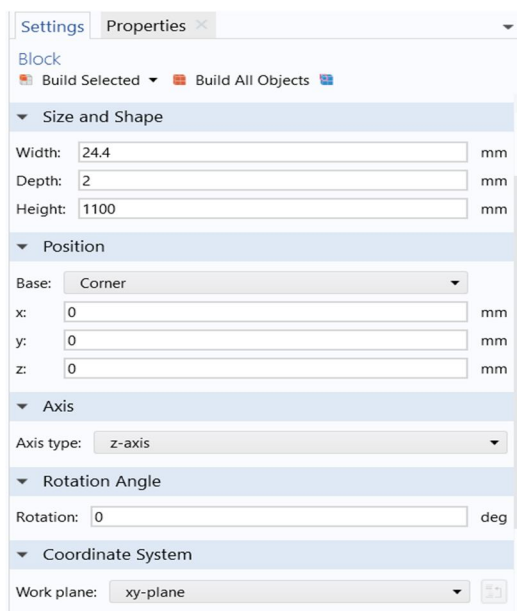 Settings Properties
Block
Build Selected Build All Objects
Size and Shape
Width: 24.4 mm
Depth: 2 mm
Height: 1100 mm
Position
Base: Corner
x: 0 mm
y: 0 mm
z: 0 mm
Axis
Axis type: z-axis
Rotation Angle
Rotation: 0 deg
Coordinate System
Work plane: xy-plane